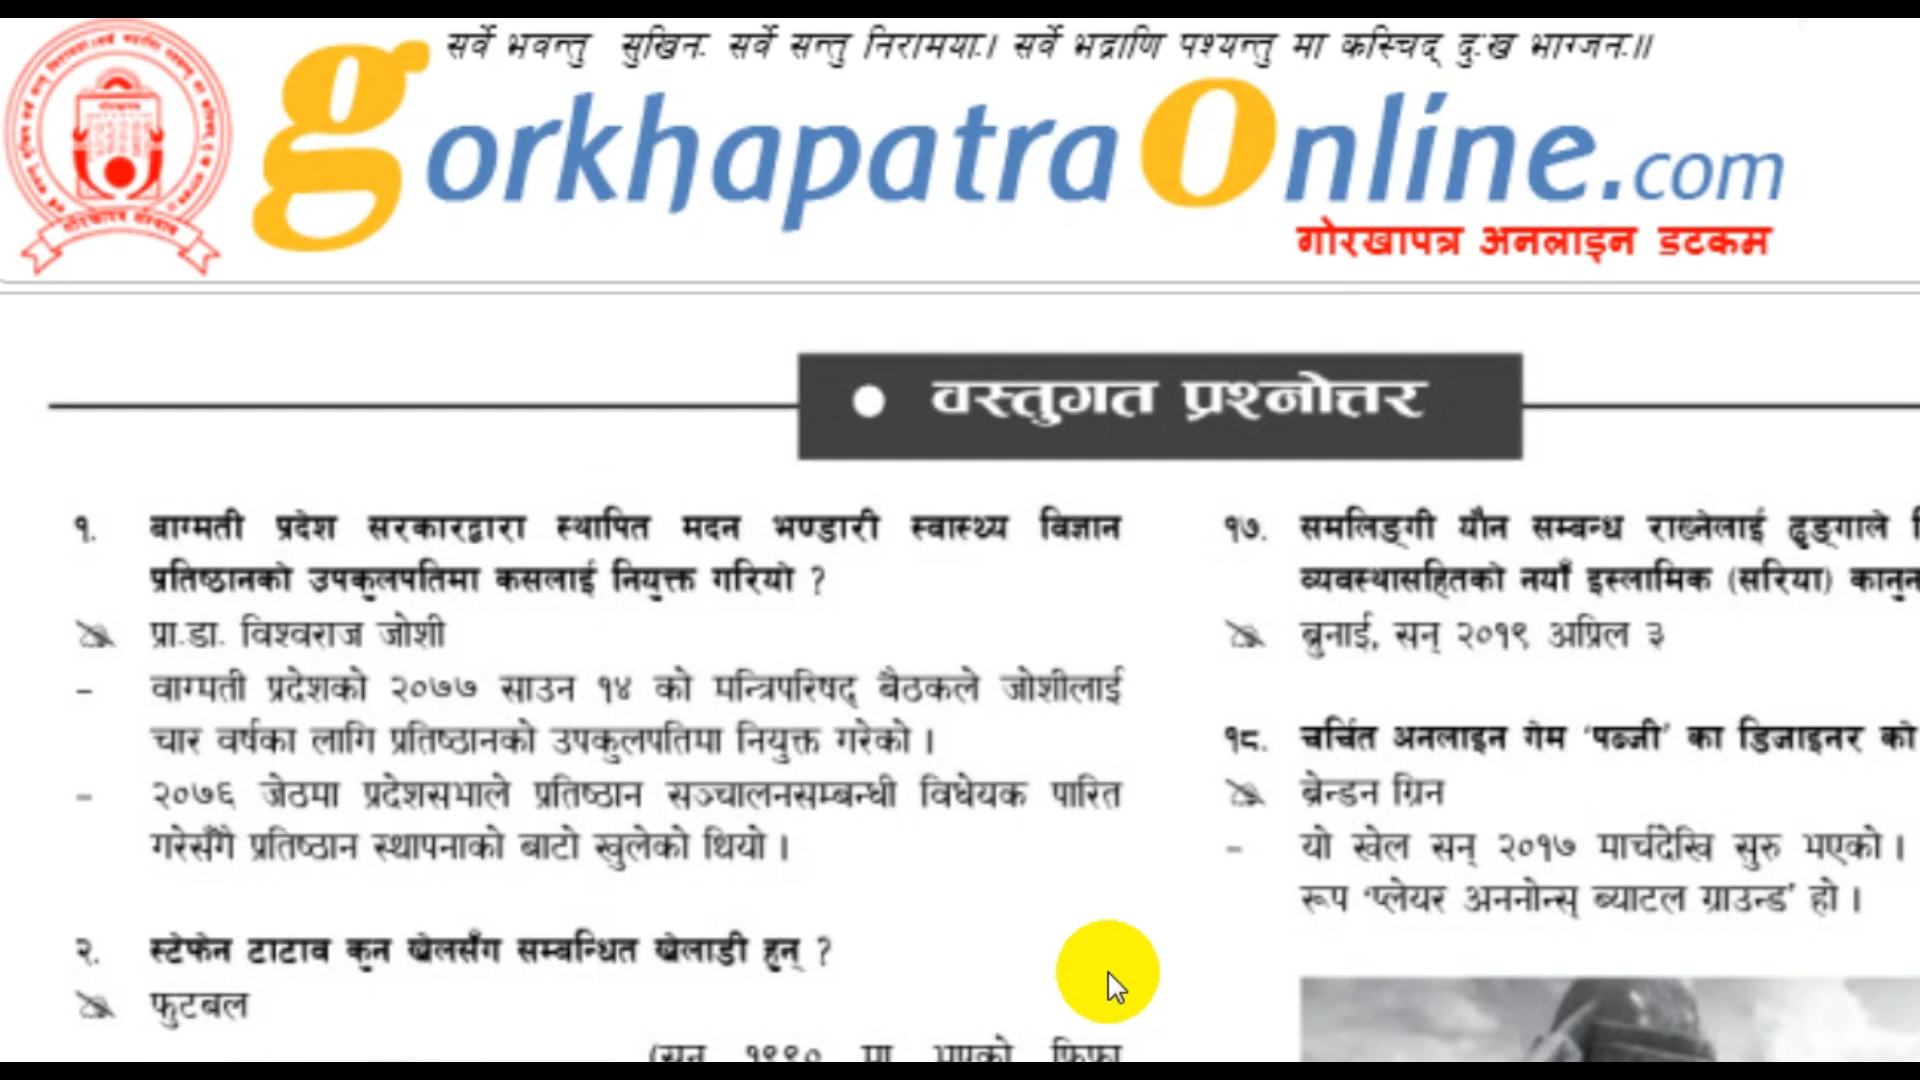 सर्वे भवन्तु सुखिनः सर्वे सन्तु निरामयाः। सर्वे भद्राणि पश्यन्तु मा कस्चिद् दुःख भाग्जनः॥
gorkhapatraOnline.com
गोरखापत्र अनलाइन डटकम
वस्तुगत प्रश्नोत्तर
१. बाग्मती प्रदेश सरकारद्वारा स्थापित मदन भण्डारी स्वास्थ्य विज्ञान
प्रतिष्ठानको उपकुलपतिमा कसलाई नियुक्त गरियो ?
प्रा.डा. विश्वराज जोशी
– वाग्मती प्रदेशको २०७७ साउन १४ को मन्त्रिपरिषद् बैठकले जोशीलाई
चार वर्षका लागि प्रतिष्ठानको उपकुलपतिमा नियुक्त गरेको ।
– २०७६ जेठमा प्रदेशसभाले प्रतिष्ठान सञ्चालनसम्बन्धी विधेयक पारित
गरेसँगै प्रतिष्ठान स्थापनाको बाटो खुलेको थियो ।
२. स्टेफेन टाटाव कुन खेलसँग सम्बन्धित खेलाडी हुन् ?
फुटबल
(सन् १९९० मा भएको फिफा
१७. समलिङ्गी यौन सम्बन्ध राख्नेलाई ढुङ्गाले
व्यवस्थासहितको नयाँ इस्लामिक (सरिया) कानुन
ब्रुनाई, सन् २०१९ अप्रिल ३
१८. चर्चित अनलाइन गेम ‘पब्जी’ का डिजाइनर को
ब्रेन्डन ग्रिन
– यो खेल सन् २०१७ मार्चदेखि सुरु भएको ।
रूप ‘प्लेयर अननोन्स् ब्याटल ग्राउन्ड’ हो ।